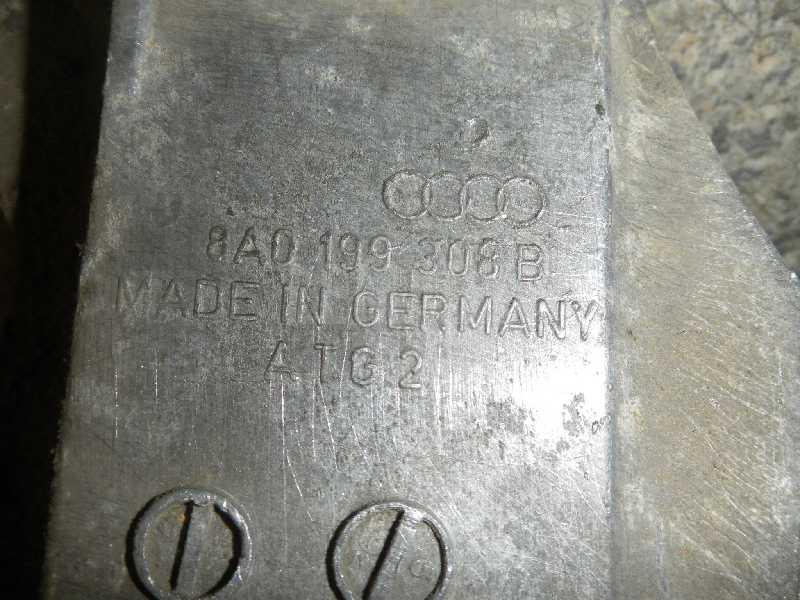 8A0 199 308 B
MADE IN GERMANY
ATG 2